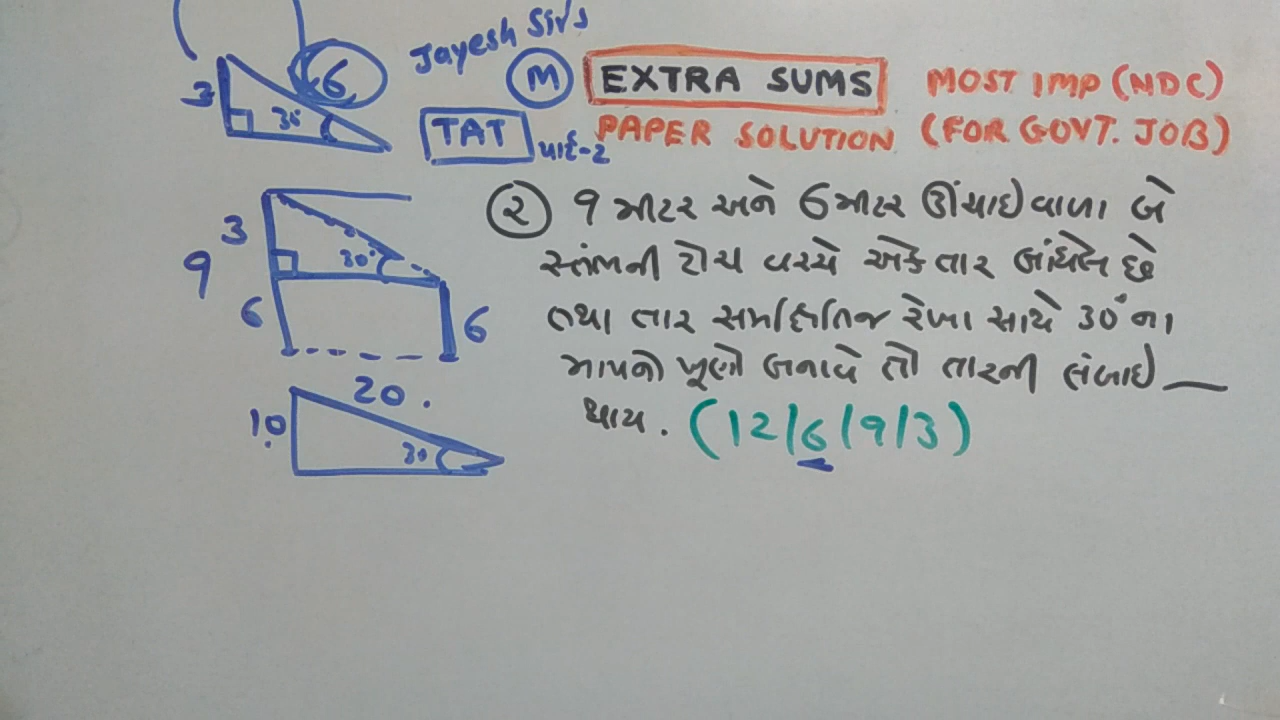 Jayesh Sir's
M EXTRA SUMS MOST IMP (NDC)
TAT પાર્ટ-૨ PAPER SOLUTION (FOR GOVT. JOB)
3 6 30°
૨ 9 મીટર અને 6 મીટર ઊંચાઈવાળા બે
સ્તંભની ટોચ વચ્ચે એક તાર બાંધેલ છે
તથા તાર સમક્ષિતિજ રેખા સાથે 30° ના
માપનો ખૂણો બનાવે તો તારની લંબાઈ ___
થાય. (12/6/9/3)
3 30°
9
6 6
20.
10 30